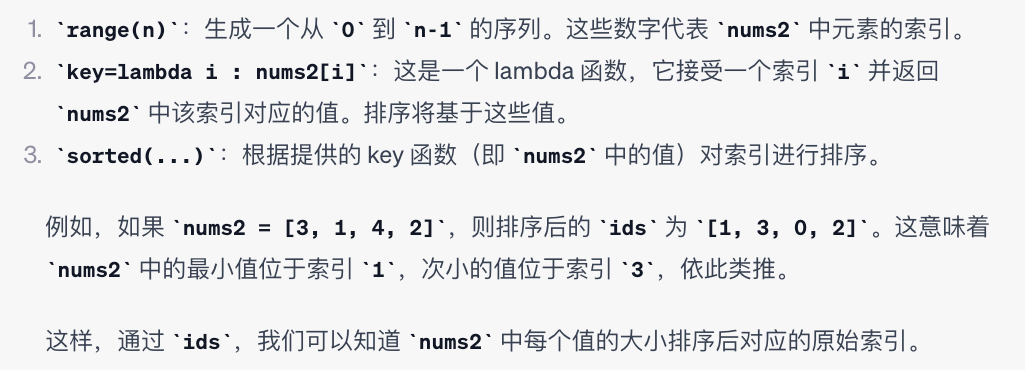 1. `range(n)`：生成一个从 `0` 到 `n-1` 的序列。这些数字代表 `nums2` 中元素的索引。
2. `key=lambda i : nums2[i]`：这是一个 lambda 函数，它接受一个索引 `i` 并返回
`nums2` 中该索引对应的值。排序将基于这些值。
3. `sorted(...)`：根据提供的 key 函数（即 `nums2` 中的值）对索引进行排序。
例如，如果 `nums2 = [3, 1, 4, 2]`，则排序后的 `ids` 为 `[1, 3, 0, 2]`。这意味着
`nums2` 中的最小值位于索引 `1`，次小的值位于索引 `3`，依此类推。
这样，通过 `ids`，我们可以知道 `nums2` 中每个值的大小排序后对应的原始索引。